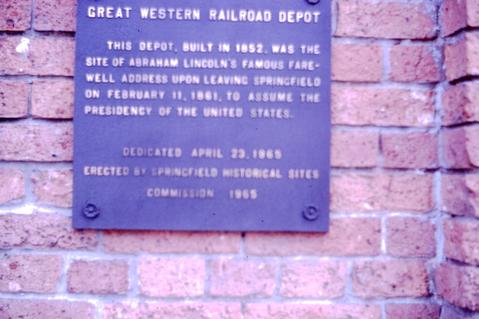 GREAT WESTERN RAILROAD DEPOT
THIS DEPOT, BUILT IN 1852, WAS THE
SITE OF ABRAHAM LINCOLN'S FAMOUS FARE-
WELL ADDRESS UPON LEAVING SPRINGFIELD
ON FEBRUARY 11, 1861, TO ASSUME THE
PRESIDENCY OF THE UNITED STATES.
DEDICATED APRIL 23, 1965
ERECTED BY SPRINGFIELD HISTORICAL SITES
COMMISSION 1965